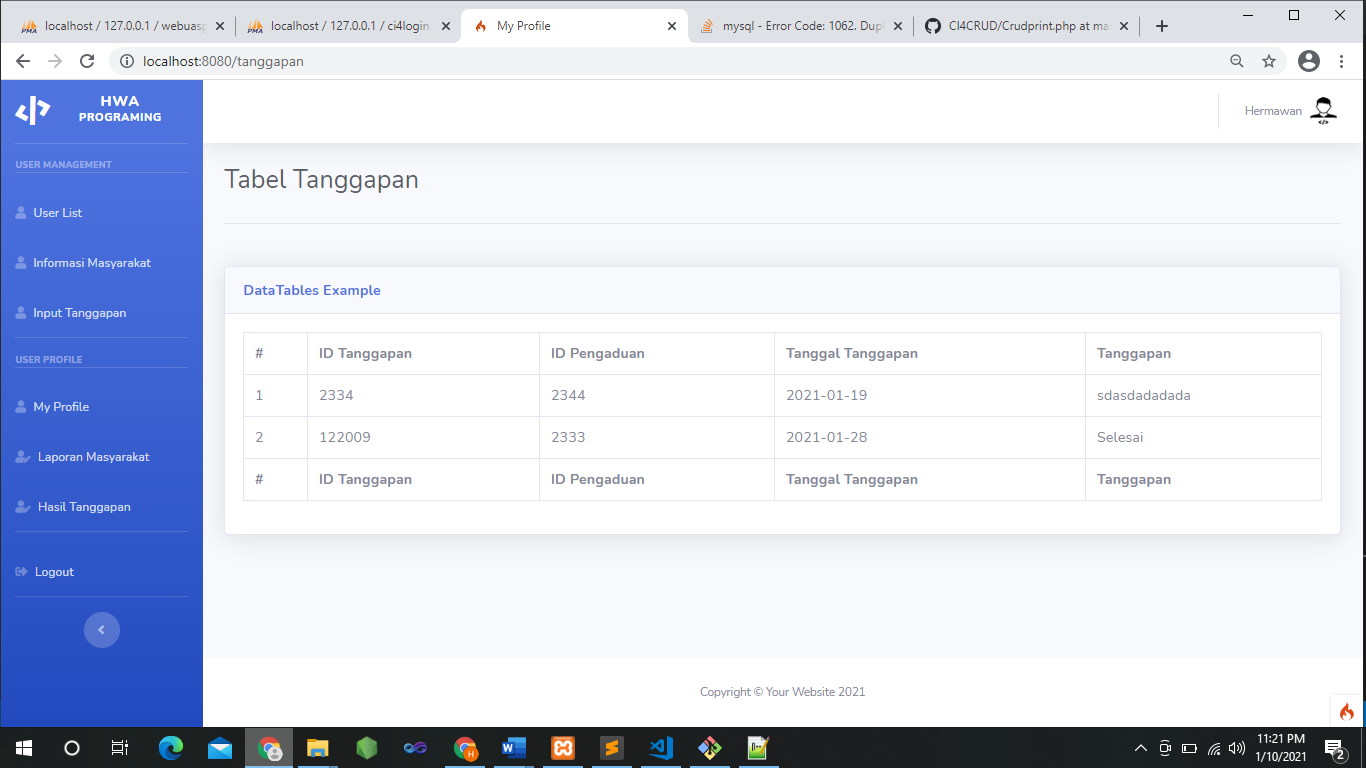 localhost / 127.0.0.1 / webuasp
localhost / 127.0.0.1 / ci4login
My Profile
mysql - Error Code: 1062. Dup
CI4CRUD/Crudprint.php at ma
localhost:8080/tanggapan
HWA
PROGRAMING
Hermawan
USER MANAGEMENT
User List
Informasi Masyarakat
Input Tanggapan
USER PROFILE
My Profile
Laporan Masyarakat
Hasil Tanggapan
Logout
Tabel Tanggapan
DataTables Example
# ID Tanggapan ID Pengaduan Tanggal Tanggapan Tanggapan
1 2334 2344 2021-01-19 sdasdadadada
2 122009 2333 2021-01-28 Selesai
# ID Tanggapan ID Pengaduan Tanggal Tanggapan Tanggapan
Copyright © Your Website 2021
11:21 PM
1/10/2021
2